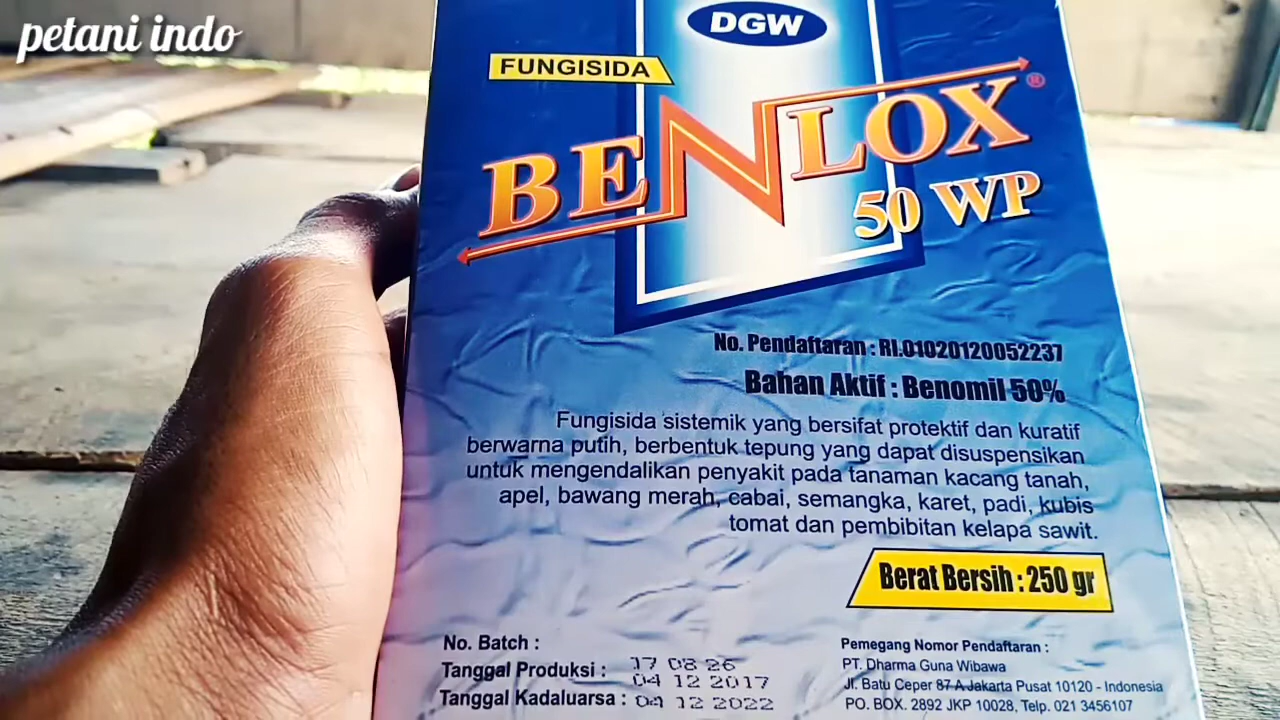 petani indo
DGW
FUNGISIDA
BENLOX®
50 WP
No. Pendaftaran : RI.01020120052237
Bahan Aktif : Benomil 50%
Fungisida sistemik yang bersifat protektif dan kuratif
berwarna putih, berbentuk tepung yang dapat disuspensikan
untuk mengendalikan penyakit pada tanaman kacang tanah,
apel, bawang merah, cabai, semangka, karet, padi, kubis
tomat dan pembibitan kelapa sawit.
Berat Bersih : 250 gr
No. Batch : 17 08 26
Tanggal Produksi : 04 12 2017
Tanggal Kadaluarsa : 04 12 2022
Pemegang Nomor Pendaftaran :
PT. Dharma Guna Wibawa
Jl. Batu Ceper 87 A Jakarta Pusat 10120 - Indonesia
PO. BOX. 2892 JKP 10028, Telp. 021 3456107